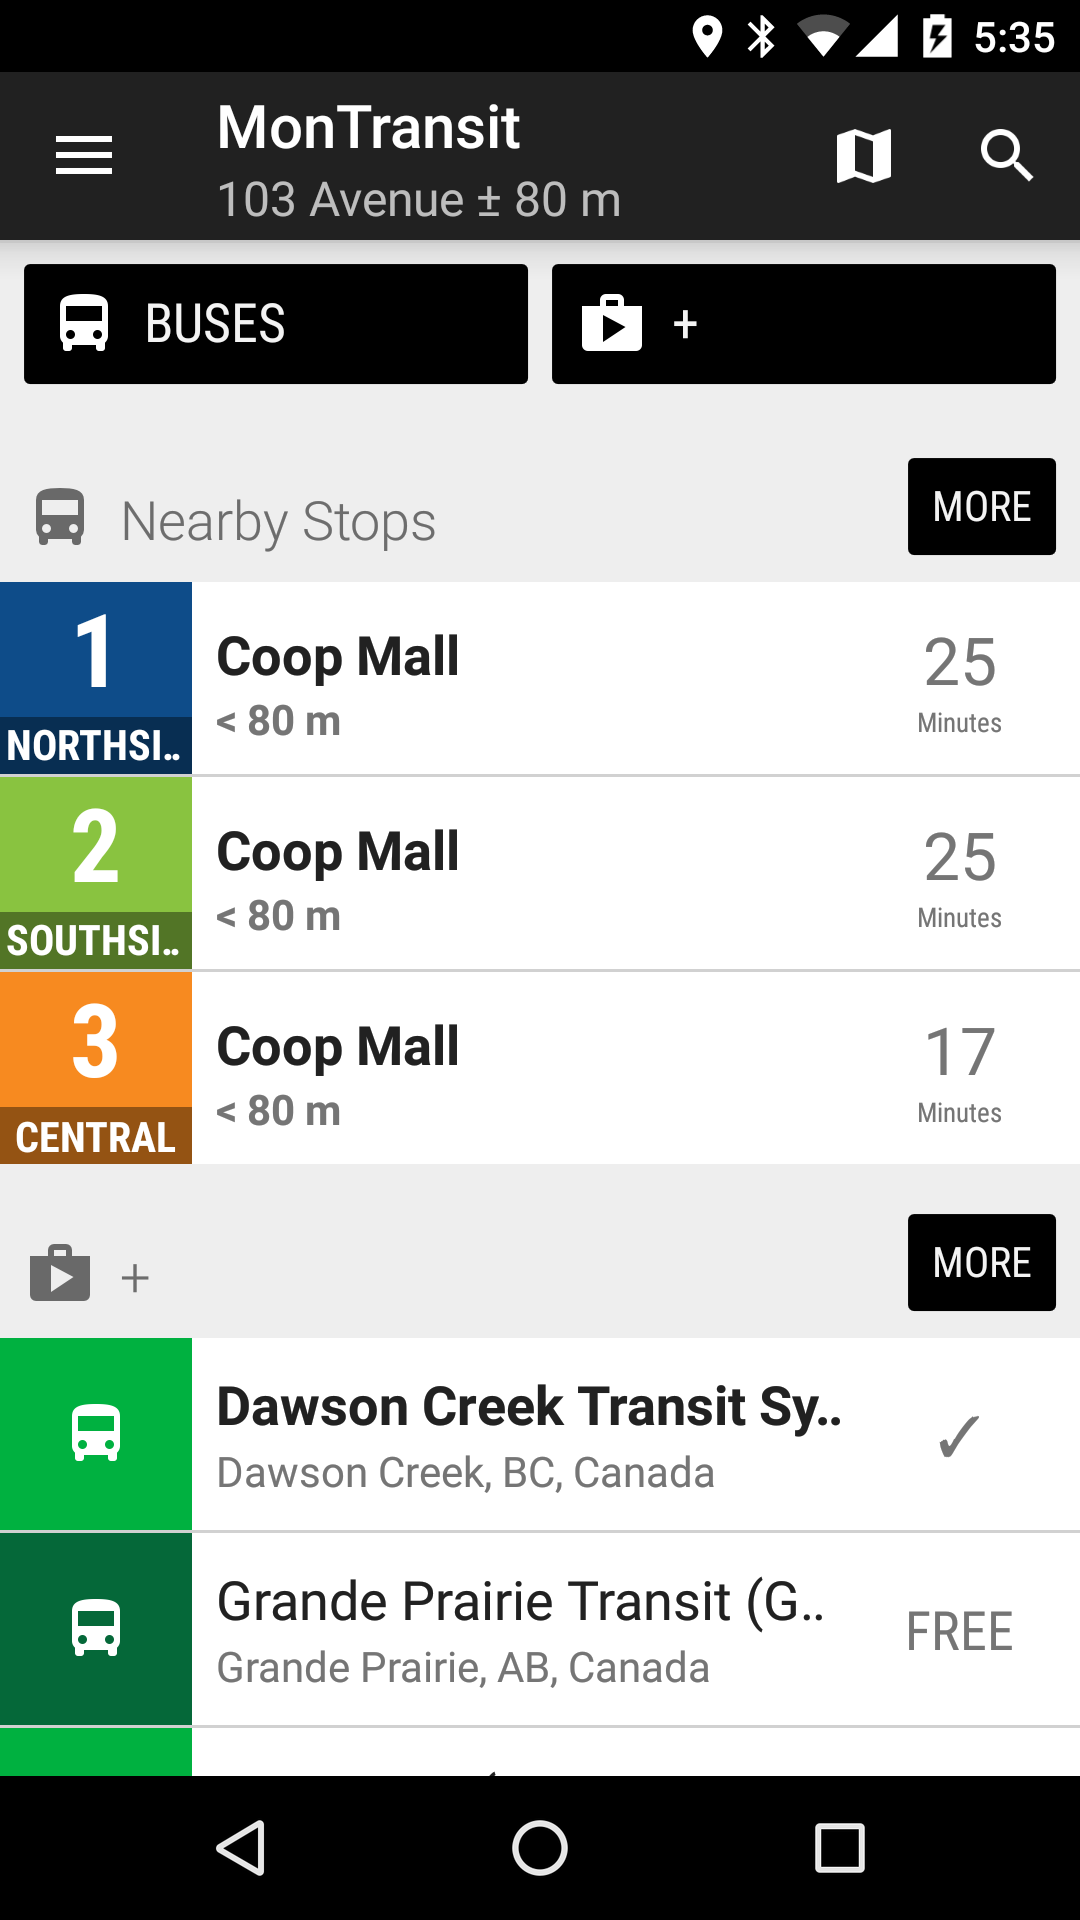 5:35
MonTransit
103 Avenue ± 80 m
BUSES
+
Nearby Stops
MORE
1
NORTHSI..
Coop Mall
< 80 m
25
Minutes
2
SOUTHSI..
Coop Mall
< 80 m
25
Minutes
3
CENTRAL
Coop Mall
< 80 m
17
Minutes
+
MORE
Dawson Creek Transit Sy..
Dawson Creek, BC, Canada
✓
Grande Prairie Transit (G..
Grande Prairie, AB, Canada
FREE